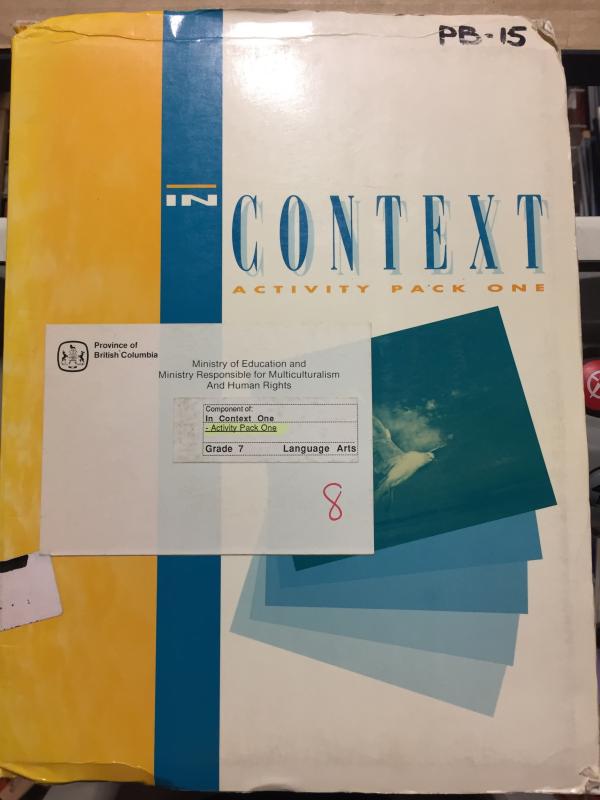 PB-15
IN
CONTEXT
ACTIVITY PACK ONE
Province of
British Columbia
Ministry of Education and
Ministry Responsible for Multiculturalism
And Human Rights
Component of:
In Context One
- Activity Pack One
Grade 7 Language Arts
8